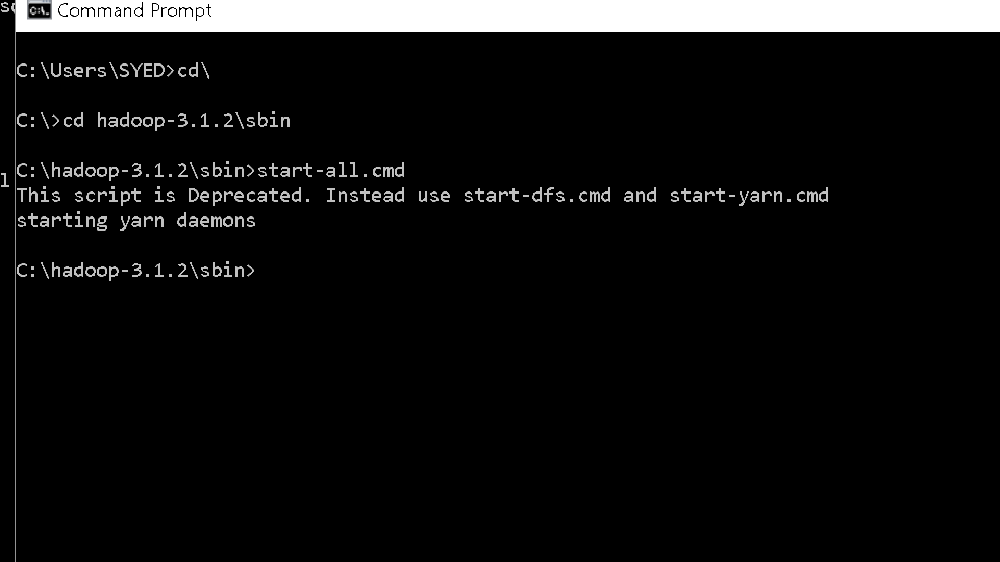 Command Prompt
C:\Users\SYED>cd\
C:\>cd hadoop-3.1.2\sbin
C:\hadoop-3.1.2\sbin>start-all.cmd
This script is Deprecated. Instead use start-dfs.cmd and start-yarn.cmd
starting yarn daemons
C:\hadoop-3.1.2\sbin>